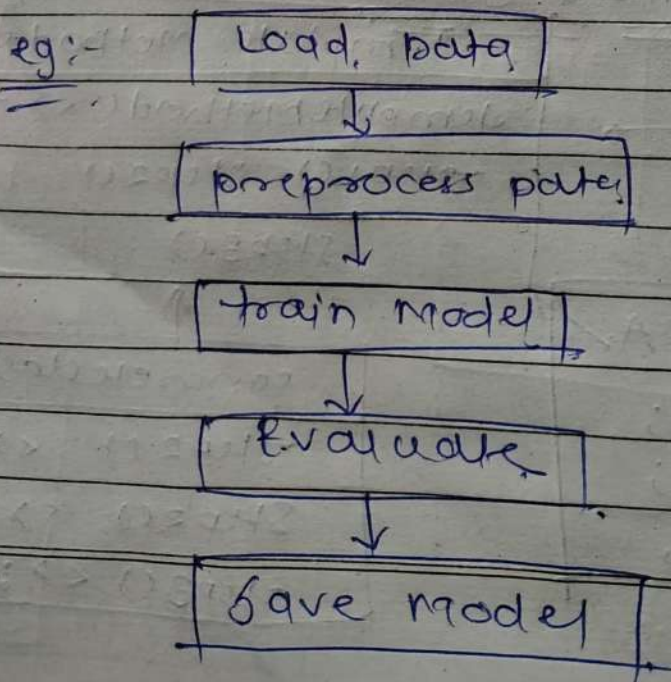 eg:-
Load. Data
preprocess Data
train model
Evaluate
Save model